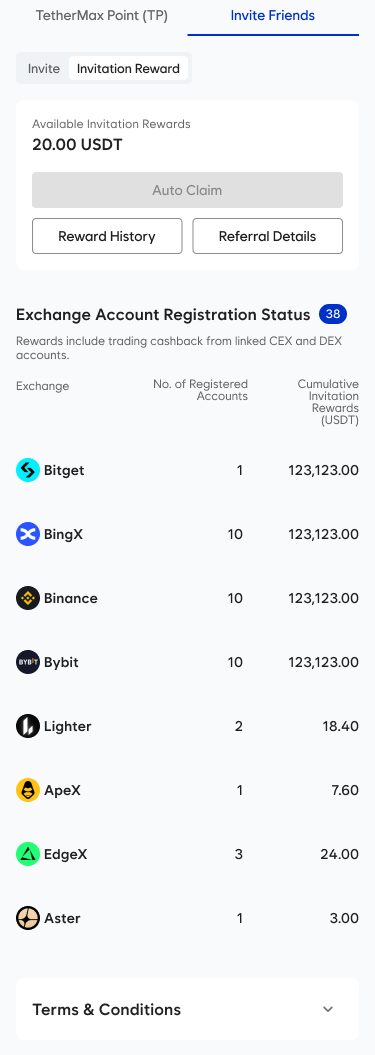 TetherMax Point (TP) Invite Friends
Invite Invitation Reward
Available Invitation Rewards
20.00 USDT
Auto Claim
Reward History Referral Details
Exchange Account Registration Status 38
Rewards include trading cashback from linked CEX and DEX
accounts.
Exchange
No. of Registered
Accounts
Cumulative
Invitation
Rewards
(USDT)
Bitget 1 123,123.00
BingX 10 123,123.00
Binance 10 123,123.00
BYBIT Bybit 10 123,123.00
Lighter 2 18.40
ApeX 1 7.60
EdgeX 3 24.00
Aster 1 3.00
Terms & Conditions